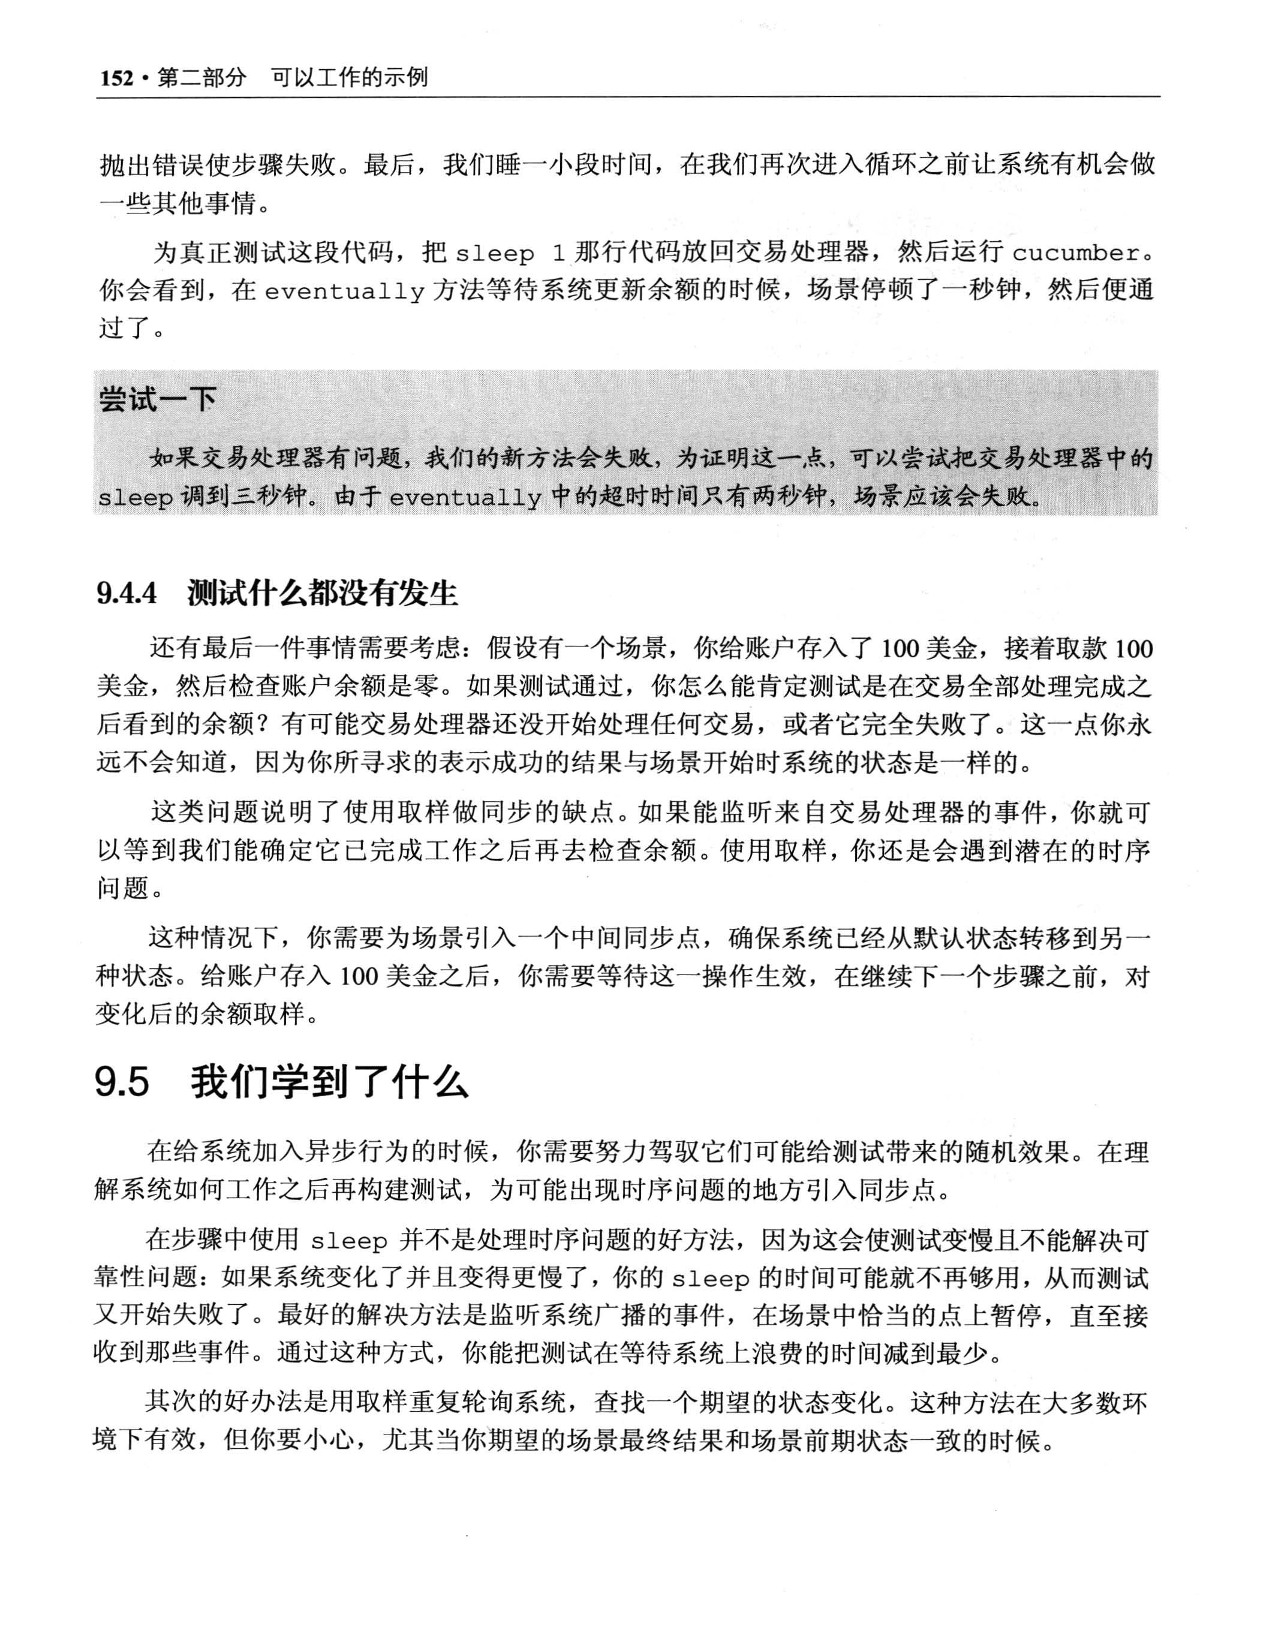 152·第二部分 可以工作的示例
抛出错误使步骤失败。最后，我们睡一小段时间，在我们再次进入循环之前让系统有机会做
一些其他事情。
为真正测试这段代码，把 sleep 1 那行代码放回交易处理器，然后运行 cucumber。
你会看到，在 eventually 方法等待系统更新余额的时候，场景停顿了一秒钟，然后便通
过了。
尝试一下
如果交易处理器有问题，我们的新方法会失败，为证明这一点，可以尝试把交易处理器中的
sleep 调到三秒钟。由于 eventually 中的超时时间只有两秒钟，场景应该会失败。
9.4.4 测试什么都没有发生
还有最后一件事情需要考虑：假设有一个场景，你给账户存入了 100 美金，接着取款 100
美金，然后检查账户余额是零。如果测试通过，你怎么能肯定测试是在交易全部处理完成之
后看到的余额？有可能交易处理器还没开始处理任何交易，或者它完全失败了。这一点你永
远不会知道，因为你所寻求的表示成功的结果与场景开始时系统的状态是一样的。
这类问题说明了使用取样做同步的缺点。如果能监听来自交易处理器的事件，你就可
以等到我们能确定它已完成工作之后再去检查余额。使用取样，你还是会遇到潜在的时序
问题。
这种情况下，你需要为场景引入一个中间同步点，确保系统已经从默认状态转移到另一
种状态。给账户存入 100 美金之后，你需要等待这一操作生效，在继续下一个步骤之前，对
变化后的余额取样。
9.5 我们学到了什么
在给系统加入异步行为的时候，你需要努力驾驭它们可能给测试带来的随机效果。在理
解系统如何工作之后再构建测试，为可能出现时序问题的地方引入同步点。
在步骤中使用 sleep 并不是处理时序问题的好方法，因为这会使测试变慢且不能解决可
靠性问题：如果系统变化了并且变得更慢了，你的 sleep 的时间可能就不再够用，从而测试
又开始失败了。最好的解决方法是监听系统广播的事件，在场景中恰当的点上暂停，直至接
收到那些事件。通过这种方式，你能把测试在等待系统上浪费的时间减到最少。
其次的好办法是用取样重复轮询系统，查找一个期望的状态变化。这种方法在大多数环
境下有效，但你要小心，尤其当你期望的场景最终结果和场景前期状态一致的时候。